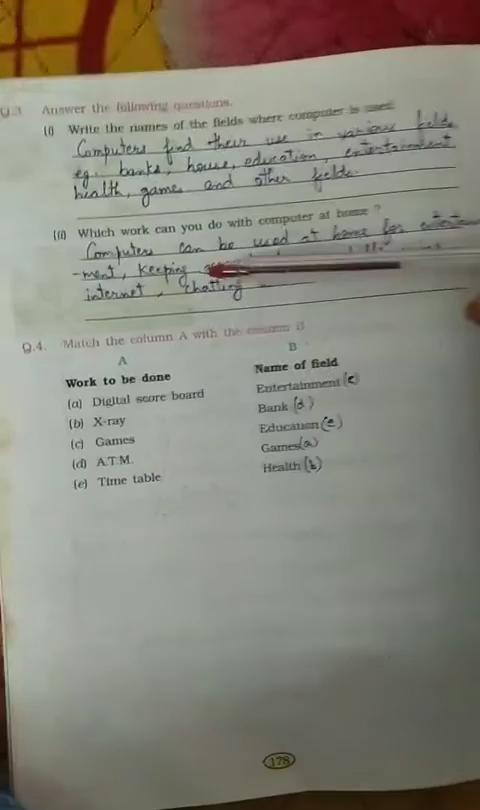 Q.3. Answer the following questions.
(i) Write the names of the fields where computer is used.
Computers find their use in various fields
eg. banks, house, education, entertainment
health, games and other fields.
(ii) Which work can you do with computer at home ?
Computers can be used at home for entertain
-ment, keeping
internet, chatting
Q.4. Match the column A with the column B
A B
Work to be done Name of field
(a) Digital score board Entertainment (c)
(b) X-ray Bank (d)
(c) Games Education (e)
(d) A.T.M. Games (a)
(e) Time table Health (b)
178